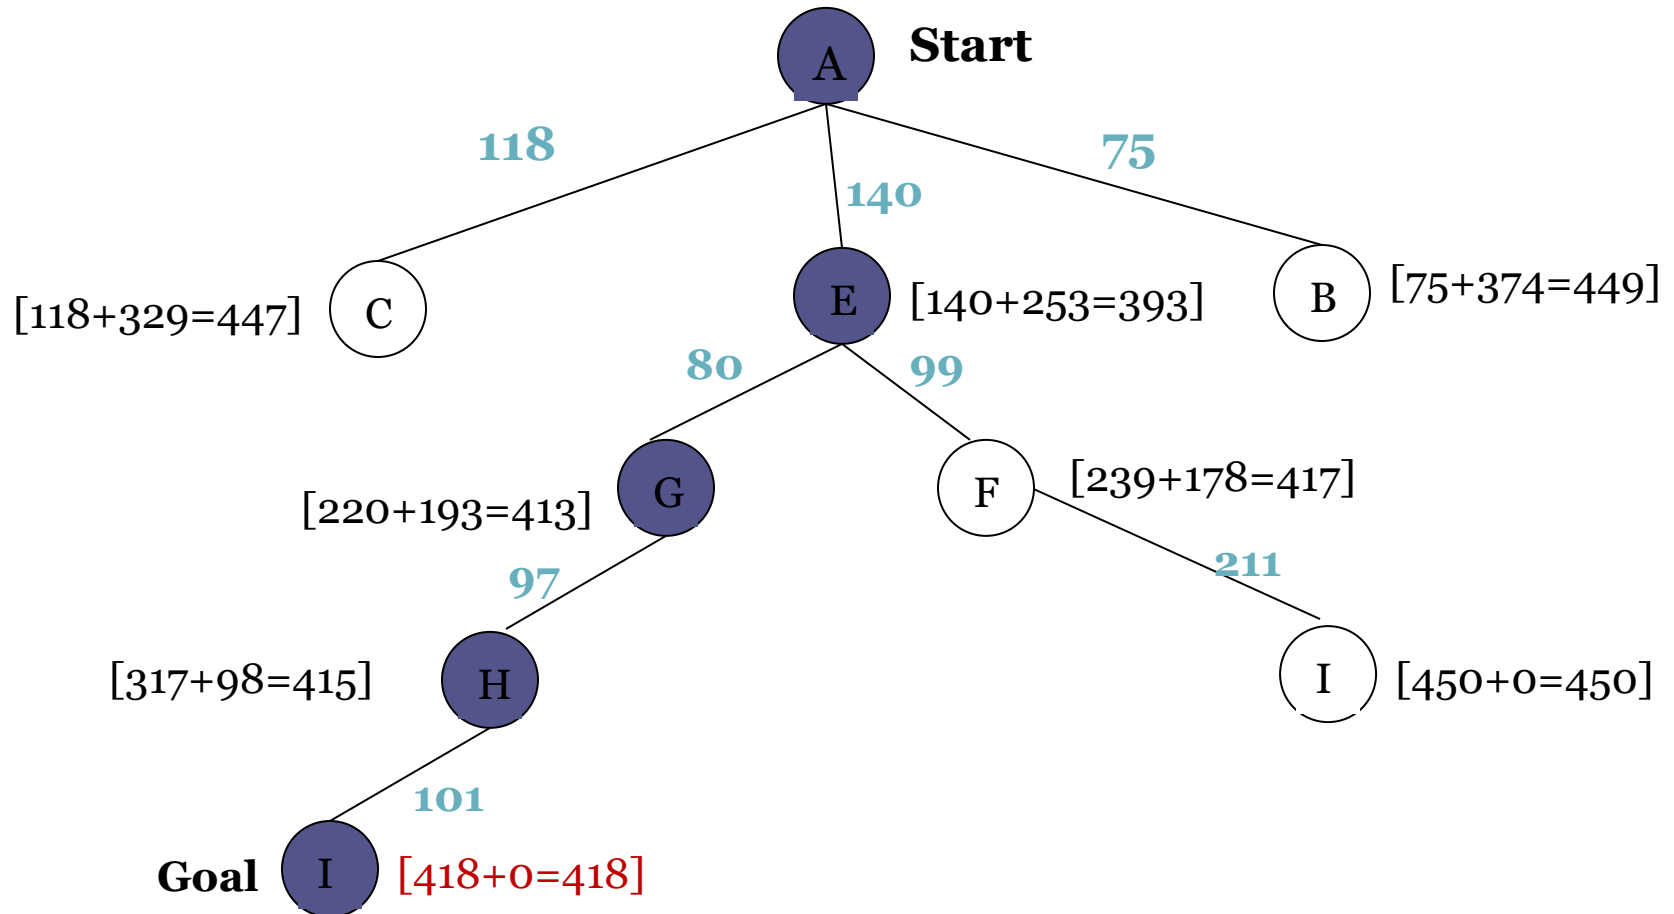 A Start
118
75
140
[118+329=447] C
E [140+253=393]
B [75+374=449]
80
99
[220+193=413] G
F [239+178=417]
97
211
[317+98=415] H
I [450+0=450]
101
Goal I [418+0=418]